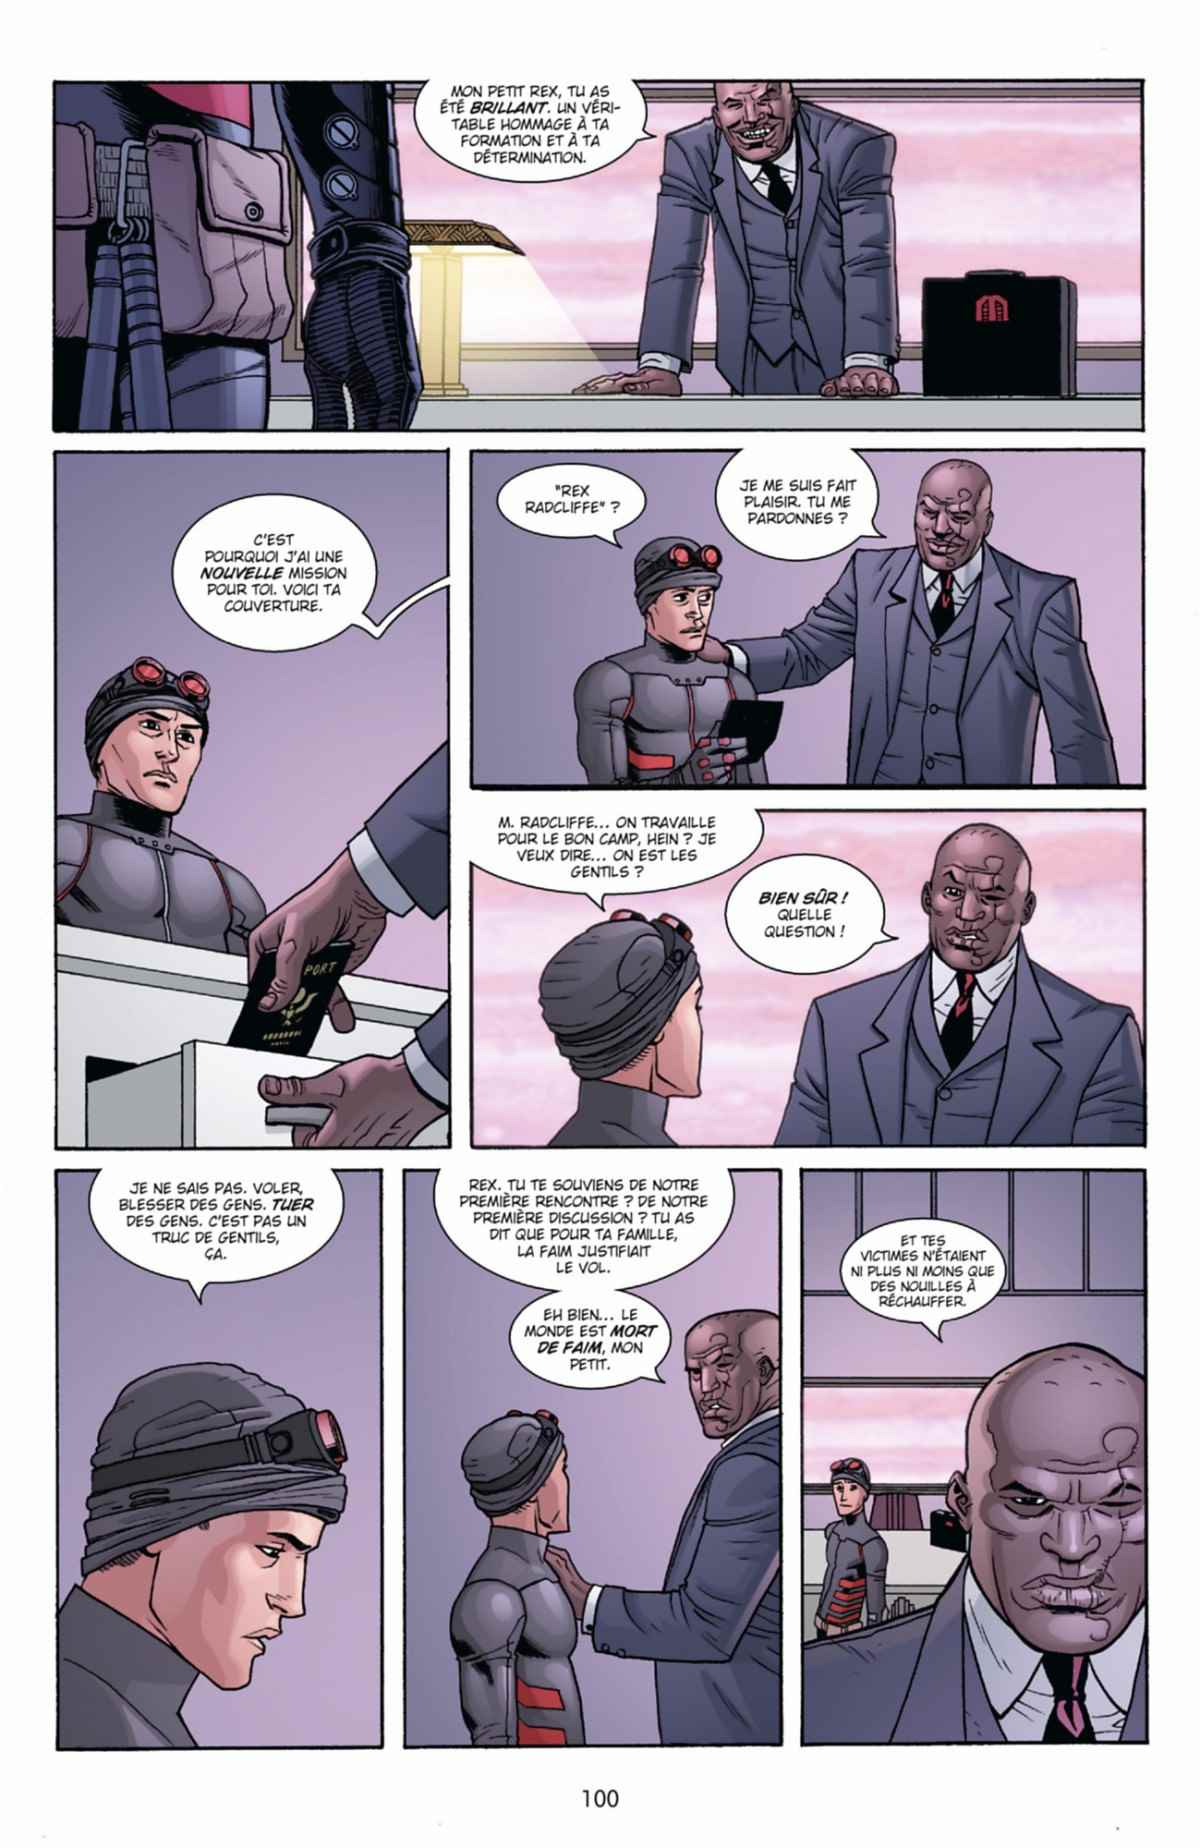 MON PETIT REX, TU AS
ÉTÉ BRILLANT. UN VÉRI-
TABLE HOMMAGE À TA
FORMATION ET À TA
DÉTERMINATION.
C'EST
POURQUOI J'AI UNE
NOUVELLE MISSION
POUR TOI. VOICI TA
COUVERTURE.
PORT
"REX
RADCLIFFE" ?
JE ME SUIS FAIT
PLAISIR. TU ME
PARDONNES ?
M. RADCLIFFE... ON TRAVAILLE
POUR LE BON CAMP, HEIN ? JE
VEUX DIRE... ON EST LES
GENTILS ?
BIEN SÛR !
QUELLE
QUESTION !
JE NE SAIS PAS. VOLER,
BLESSER DES GENS. TUER
DES GENS. C'EST PAS UN
TRUC DE GENTILS,
ÇA.
REX. TU TE SOUVIENS DE NOTRE
PREMIÈRE RENCONTRE ? DE NOTRE
PREMIÈRE DISCUSSION ? TU AS
DIT QUE POUR TA FAMILLE,
LA FAIM JUSTIFIAIT
LE VOL.
EH BIEN... LE
MONDE EST MORT
DE FAIM, MON
PETIT.
ET TES
VICTIMES N'ÉTAIENT
NI PLUS NI MOINS QUE
DES NOUILLES À
RÉCHAUFFER.
100